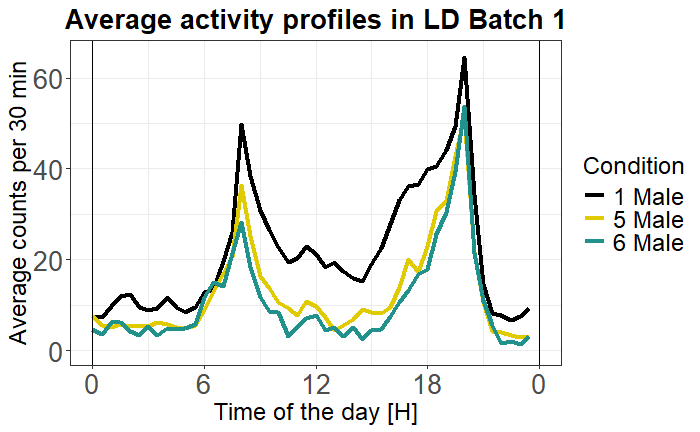 Average activity profiles in LD Batch 1
Average counts per 30 min
60
40
20
0
0 6 12 18 0
Time of the day [H]
Condition
1 Male
5 Male
6 Male